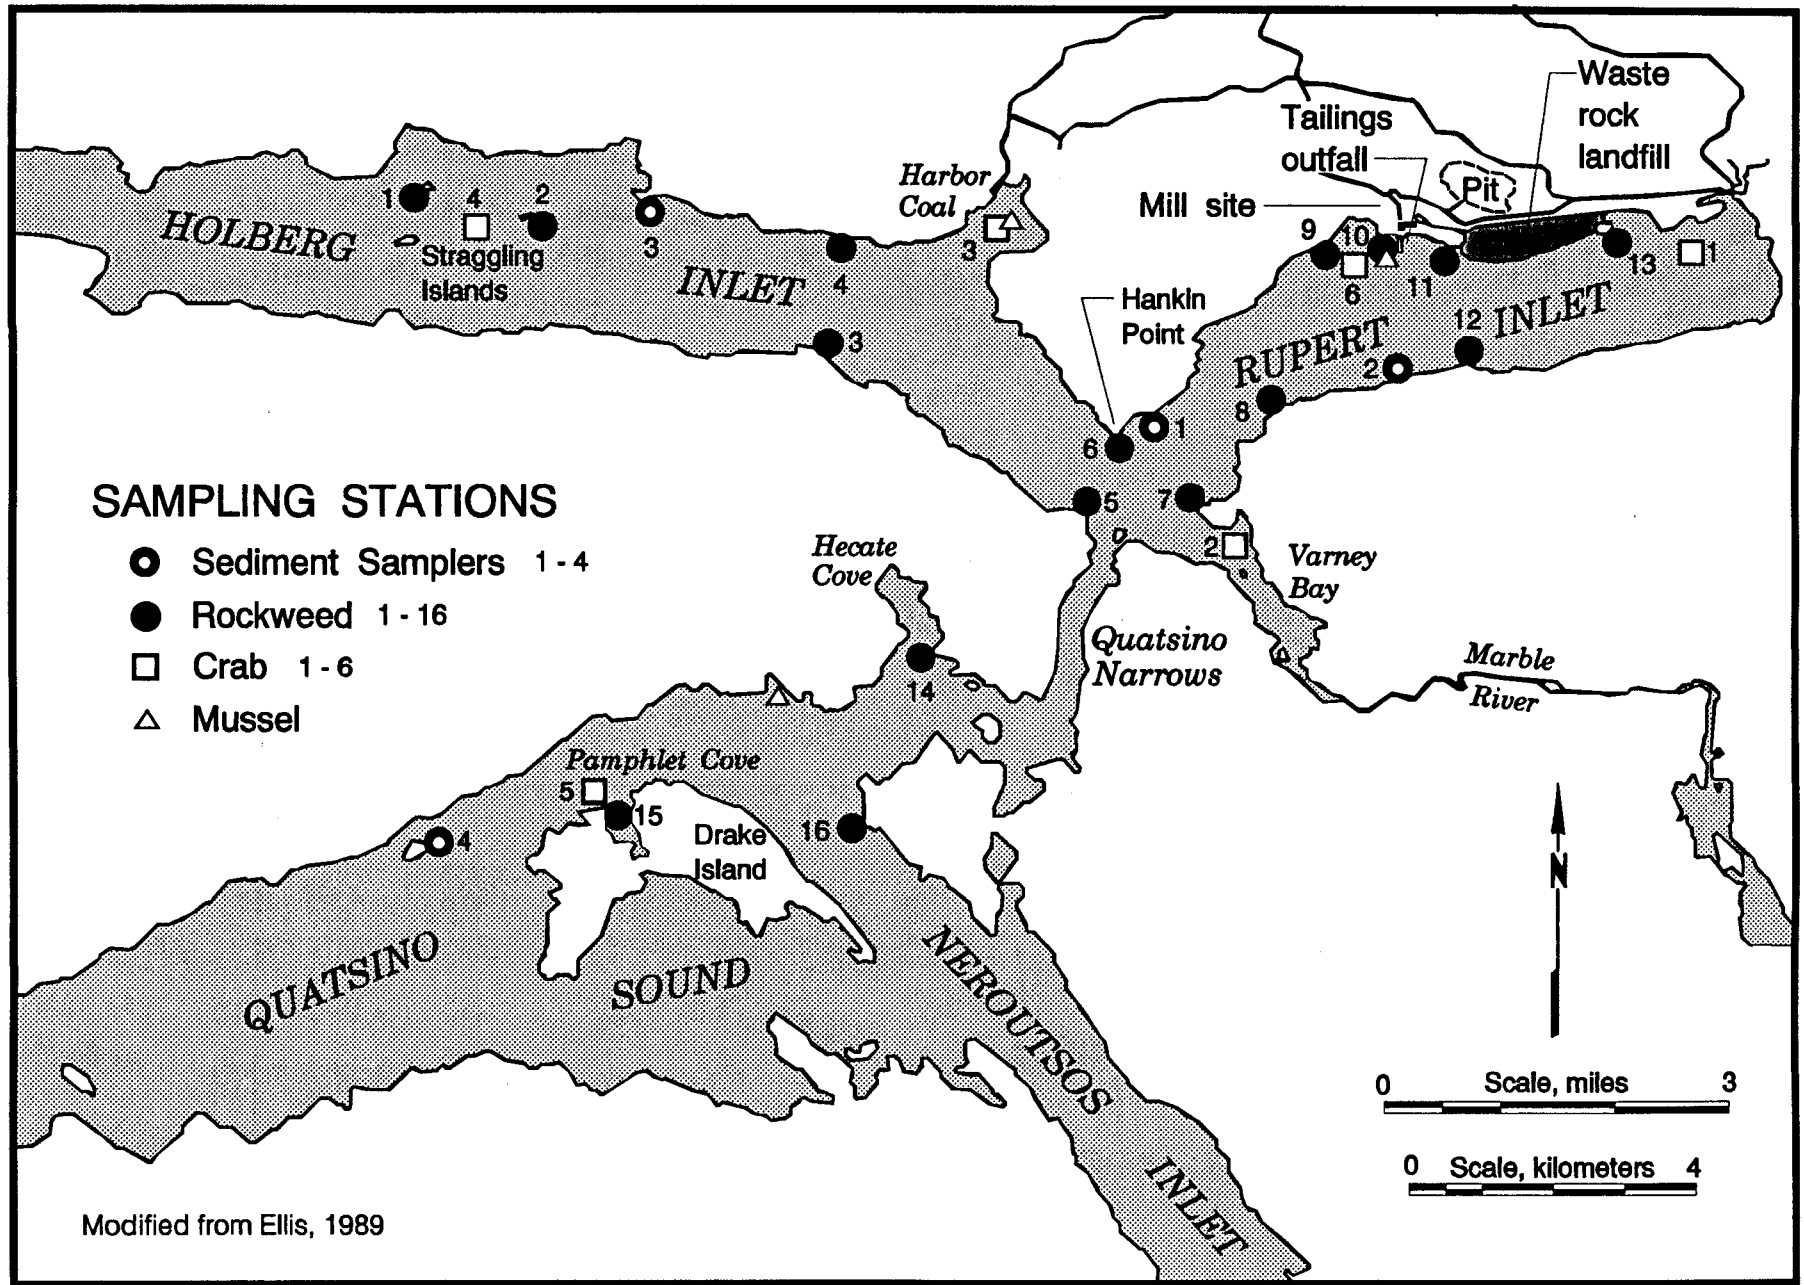 Waste
rock
landfill
Tailings
outfall
Pit
Mill site
Harbor
Coal
1
4
2
3
4
3
3
HOLBERG
INLET
Straggling
Islands
9
10
6
11
13
1
12
RUPERT
INLET
2
8
Hankin
Point
1
6
5
7
2
Varney
Bay
Hecate
Cove
Quatsino
Narrows
Marble
River
SAMPLING STATIONS
Sediment Samplers 1 - 4
Rockweed 1 - 16
Crab 1 - 6
Mussel
14
Pamphlet Cove
5
15
16
4
Drake
Island
QUATSINO
SOUND
NEROUTSOS
INLET
N
0 Scale, miles 3
0 Scale, kilometers 4
Modified from Ellis, 1989